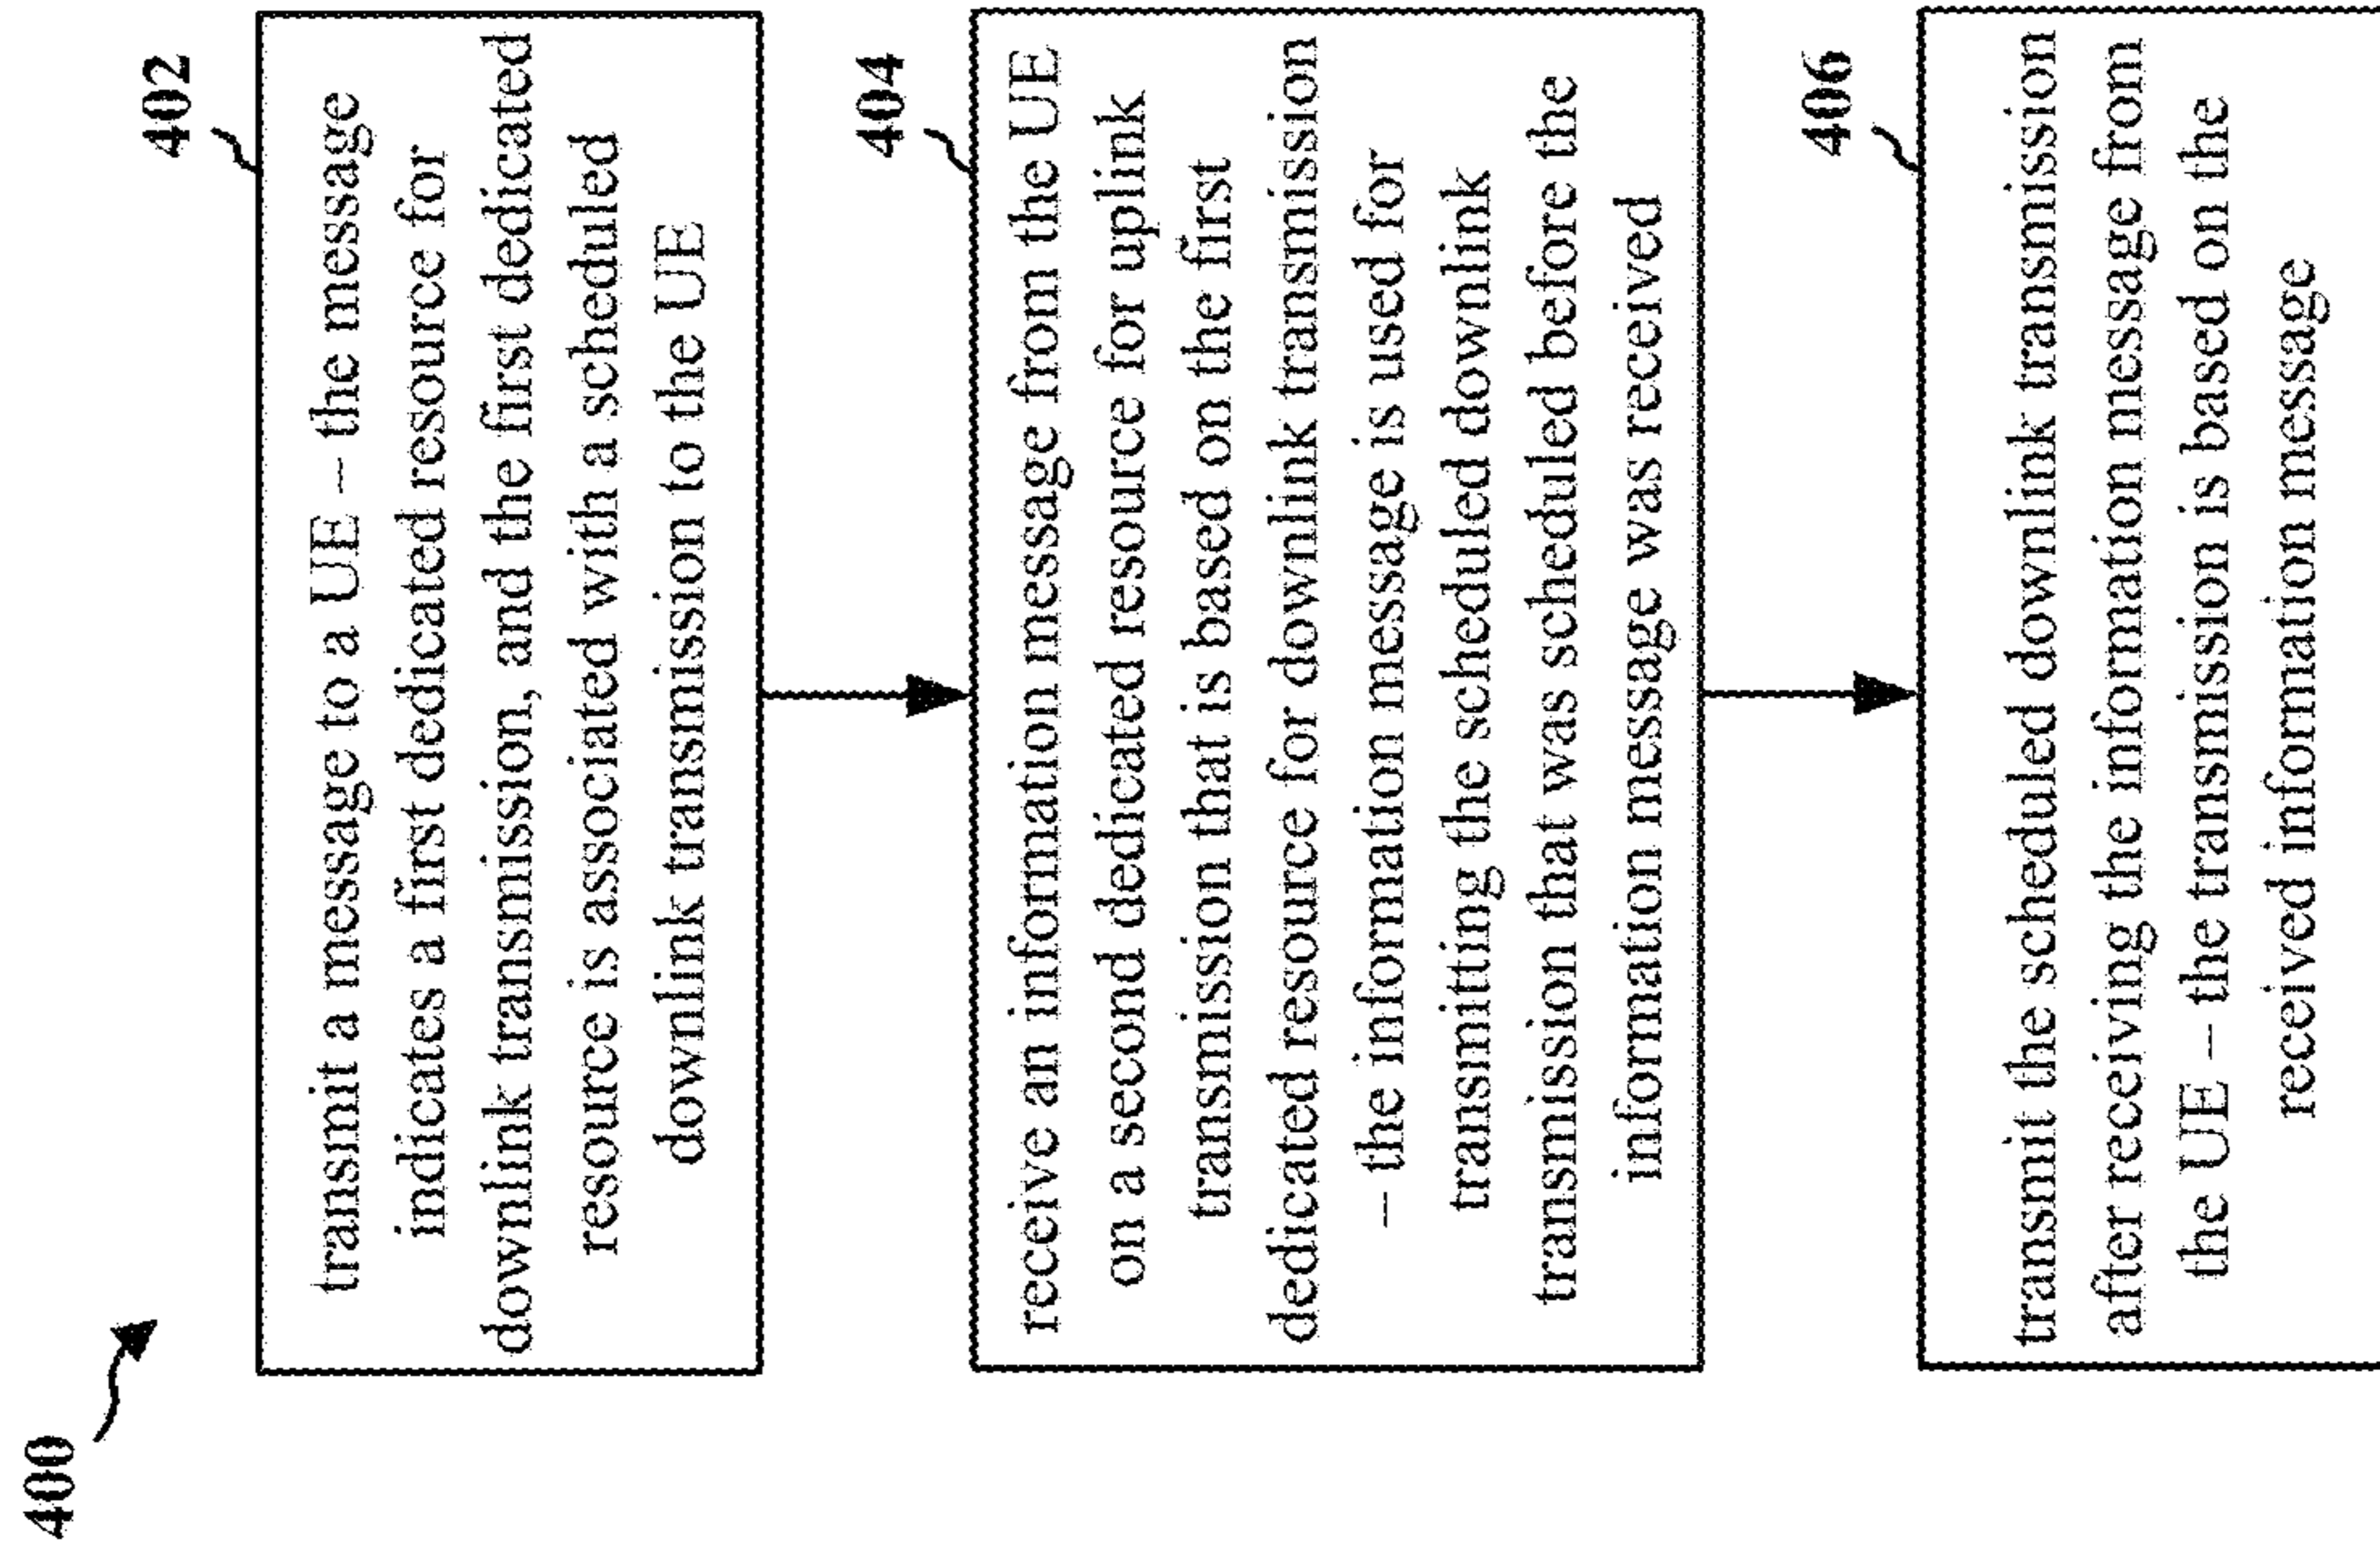 400
402
transmit a message to a UE – the message
indicates a first dedicated resource for
downlink transmission, and the first dedicated
resource is associated with a scheduled
downlink transmission to the UE
404
receive an information message from the UE
on a second dedicated resource for uplink
transmission that is based on the first
dedicated resource for downlink transmission
– the information message is used for
transmitting the scheduled downlink
transmission that was scheduled before the
information message was received
406
transmit the scheduled downlink transmission
after receiving the information message from
the UE – the transmission is based on the
received information message